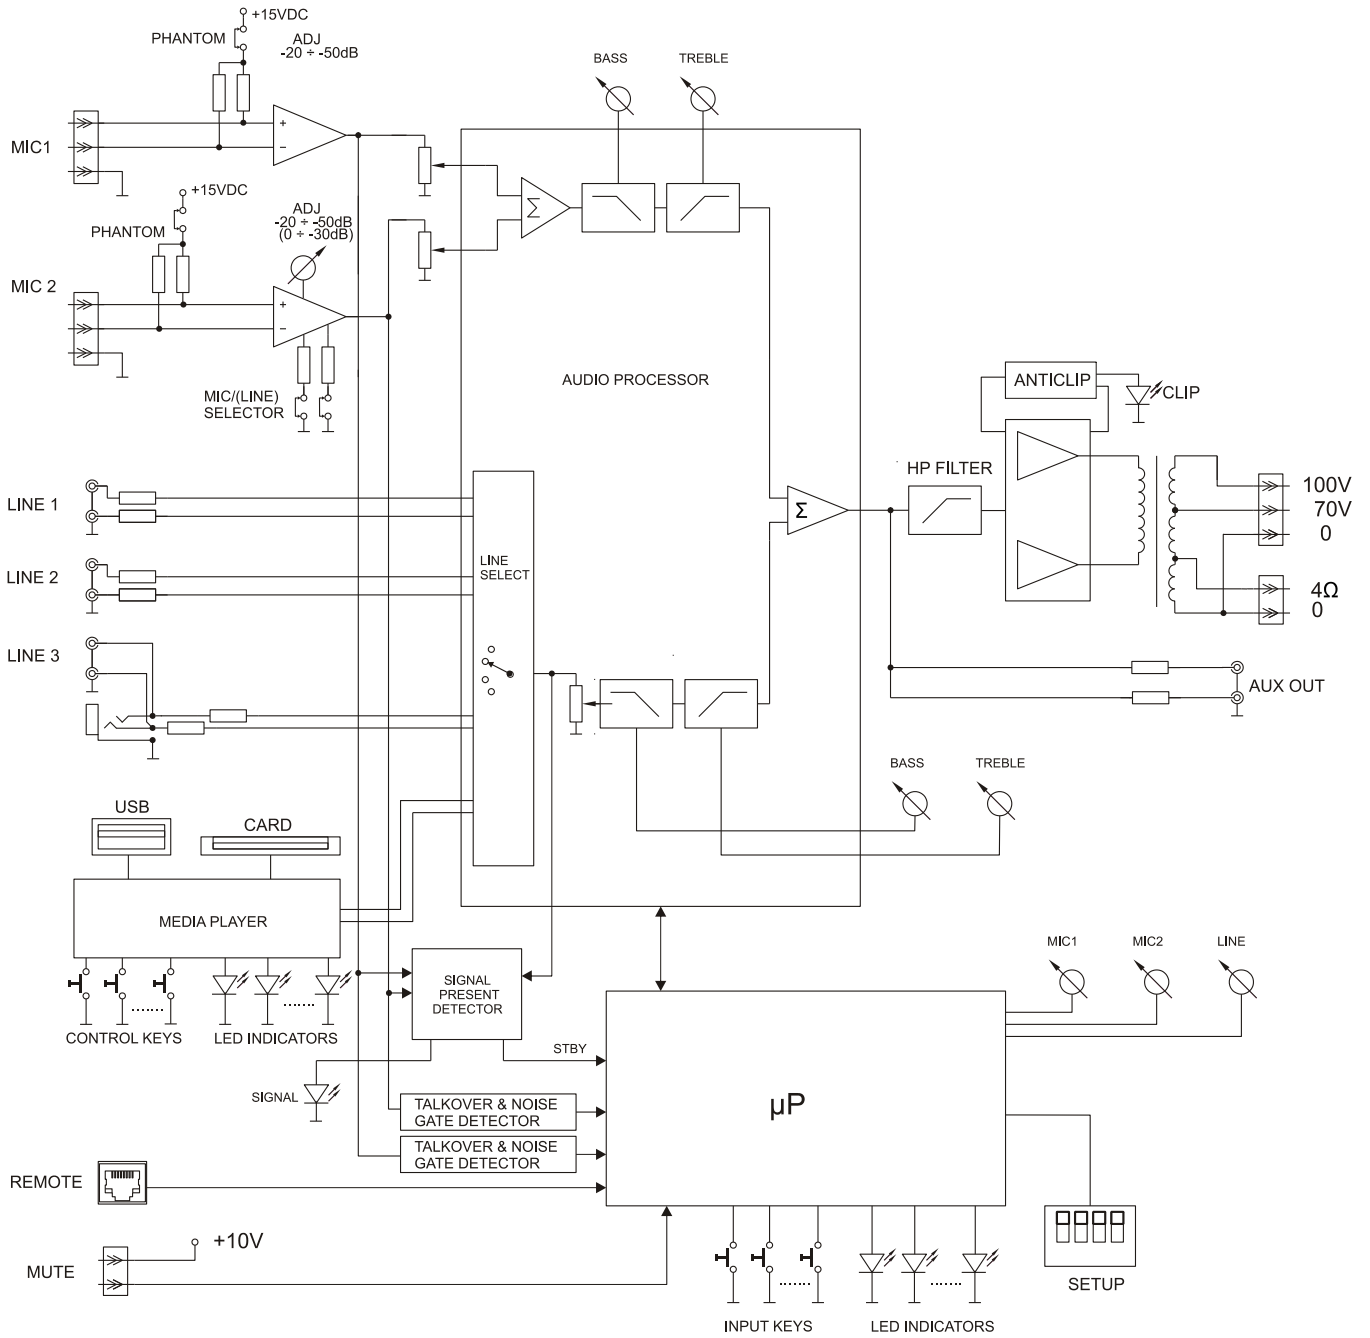 +15VDC
PHANTOM
ADJ
-20 ÷ -50dB
BASS
TREBLE
MIC1
+
−
+15VDC
PHANTOM
ADJ
-20 ÷ -50dB
(0 ÷ -30dB)
Σ
MIC 2
+
−
MIC/(LINE)
SELECTOR
AUDIO PROCESSOR
ANTICLIP
CLIP
HP FILTER
LINE 1
LINE 2
LINE 3
LINE
SELECT
Σ
100V
70V
0
4Ω
0
AUX OUT
BASS
TREBLE
USB
CARD
MEDIA PLAYER
CONTROL KEYS
LED INDICATORS
SIGNAL
PRESENT
DETECTOR
MIC1
MIC2
LINE
STBY
SIGNAL
µP
TALKOVER & NOISE
GATE DETECTOR
TALKOVER & NOISE
GATE DETECTOR
REMOTE
+10V
MUTE
INPUT KEYS
LED INDICATORS
SETUP